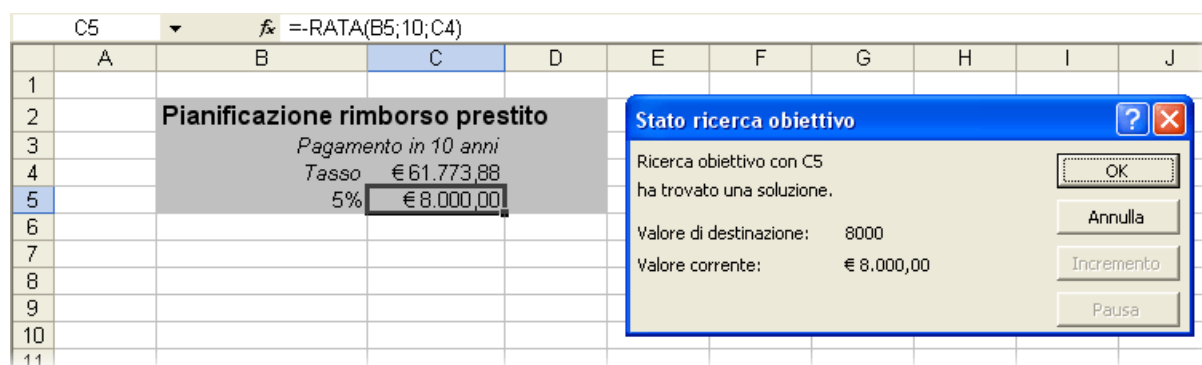 C5 fx =-RATA(B5;10;C4)
A B C D E F G H I J
1
2 Pianificazione rimborso prestito
3 Pagamento in 10 anni
4 Tasso € 61.773,88
5 5% € 8.000,00
6
7
8
9
10
11
Stato ricerca obiettivo
Ricerca obiettivo con C5
ha trovato una soluzione.
Valore di destinazione: 8000
Valore corrente: € 8.000,00
OK
Annulla
Incremento
Pausa